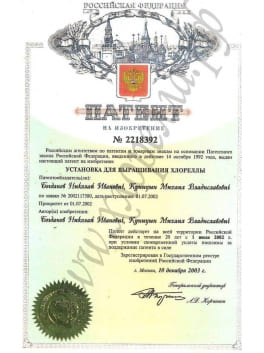 РОССИЙСКАЯ ФЕДЕРАЦИЯ
ПАТЕНТ
НА ИЗОБРЕТЕНИЕ
№ 2218392
Российским агентством по патентам и товарным знакам на основании Патентного
закона Российской Федерации, введенного в действие 14 октября 1992 года, выдан
настоящий патент на изобретение
УСТАНОВКА ДЛЯ ВЫРАЩИВАНИЯ ХЛОРЕЛЛЫ
Патентообладатель(ли):
Богданов Николай Иванович, Куницын Михаил Владиславович
по заявке № 2002117380, дата поступления: 01.07.2002
Приоритет от 01.07.2002
Автор(ы) изобретения:
Богданов Николай Иванович, Куницын Михаил Владиславович
Патент действует на всей территории Российской
Федерации в течение 20 лет с 1 июля 2002 г.
при условии своевременной уплаты пошлины за
поддержание патента в силе
Зарегистрирован в Государственном реестре
изобретений Российской Федерации
г. Москва, 10 декабря 2003 г.
Генеральный директор